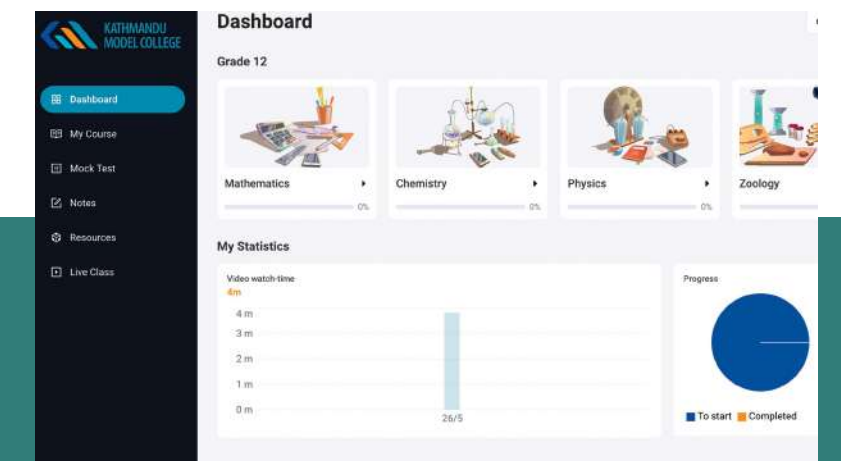 KATHMANDU
MODEL COLLEGE
Dashboard
My Course
Mock Test
Notes
Resources
Live Class
Dashboard
Grade 12
Mathematics
0%
Chemistry
0%
Physics
0%
Zoology
My Statistics
Video watch-time
4m
4 m
3 m
2 m
1 m
0 m
26/5
Progress
To start Completed